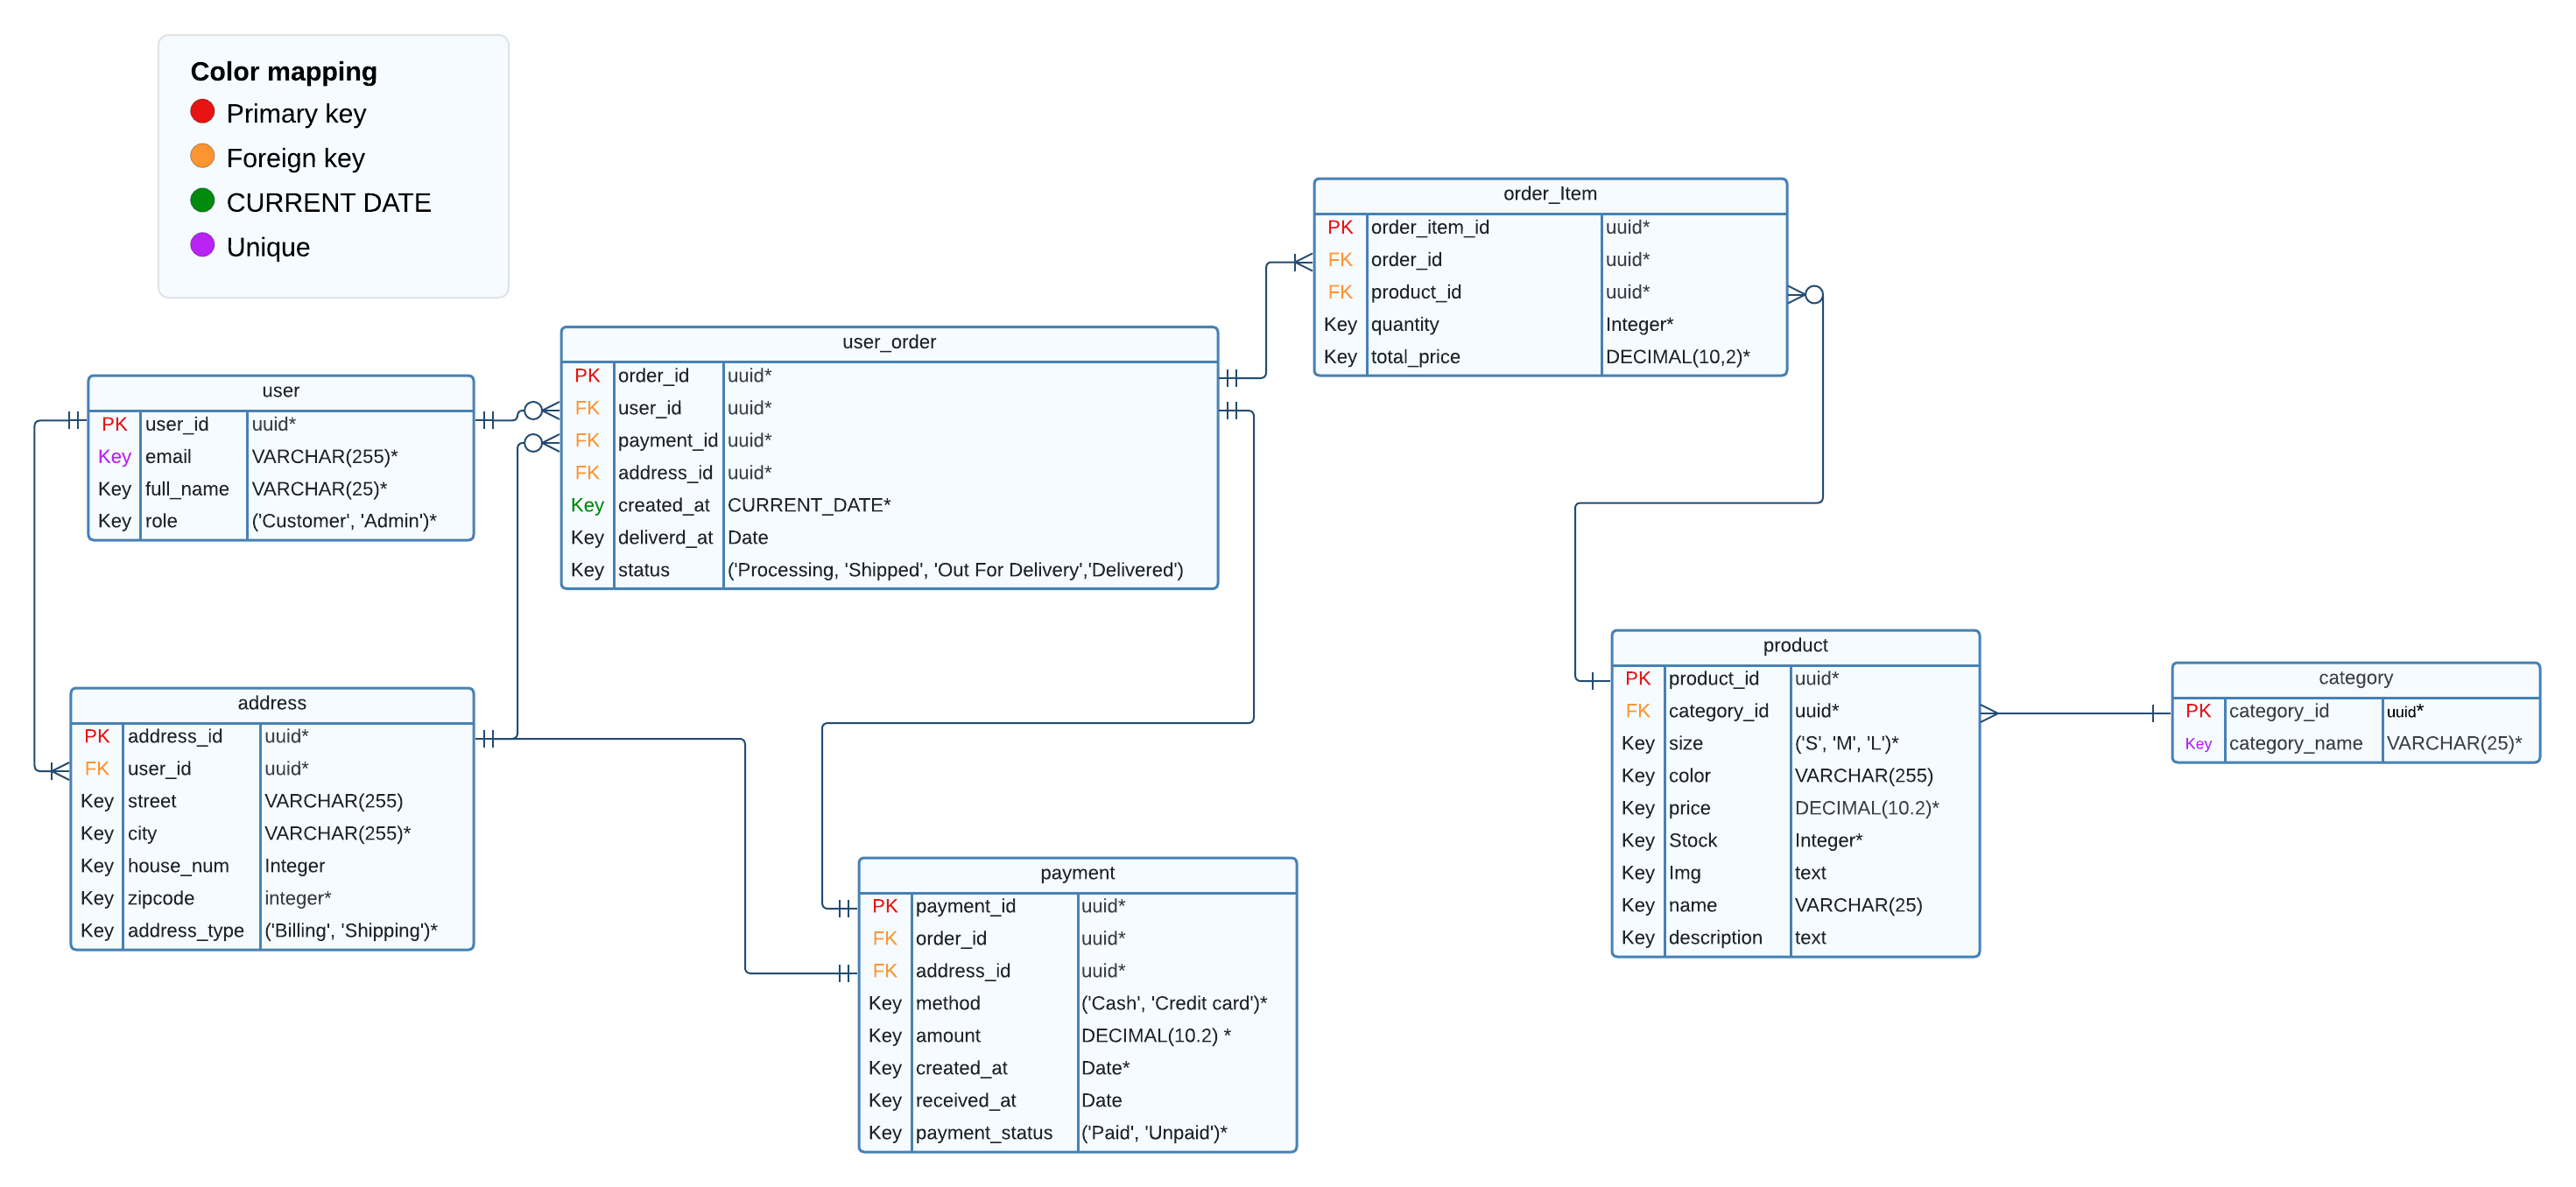 Color mapping
Primary key
Foreign key
CURRENT DATE
Unique
order_Item
PK order_item_id uuid*
FK order_id uuid*
FK product_id uuid*
Key quantity Integer*
Key total_price DECIMAL(10,2)*
user_order
PK order_id uuid*
FK user_id uuid*
FK payment_id uuid*
FK address_id uuid*
Key created_at CURRENT_DATE*
Key deliverd_at Date
Key status ('Processing, 'Shipped', 'Out For Delivery','Delivered')
user
PK user_id uuid*
Key email VARCHAR(255)*
Key full_name VARCHAR(25)*
Key role ('Customer', 'Admin')*
address
PK address_id uuid*
FK user_id uuid*
Key street VARCHAR(255)
Key city VARCHAR(255)*
Key house_num Integer
Key zipcode integer*
Key address_type ('Billing', 'Shipping')*
payment
PK payment_id uuid*
FK order_id uuid*
FK address_id uuid*
Key method ('Cash', 'Credit card')*
Key amount DECIMAL(10.2) *
Key created_at Date*
Key received_at Date
Key payment_status ('Paid', 'Unpaid')*
product
PK product_id uuid*
FK category_id uuid*
Key size ('S', 'M', 'L')*
Key color VARCHAR(255)
Key price DECIMAL(10.2)*
Key Stock Integer*
Key Img text
Key name VARCHAR(25)
Key description text
category
PK category_id uuid*
Key category_name VARCHAR(25)*